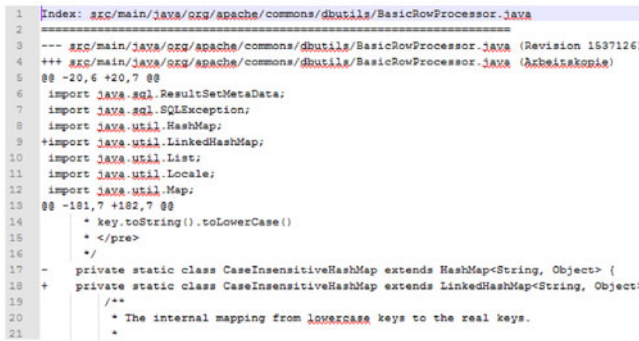 1 Index: src/main/java/org/apache/commons/dbutils/BasicRowProcessor.java
2 ===================================================================
3 --- src/main/java/org/apache/commons/dbutils/BasicRowProcessor.java (Revision 1537126)
4 +++ src/main/java/org/apache/commons/dbutils/BasicRowProcessor.java (Arbeitskopie)
5 @@ -20,6 +20,7 @@
6 import java.sql.ResultSetMetaData;
7 import java.sql.SQLException;
8 import java.util.HashMap;
9 +import java.util.LinkedHashMap;
10 import java.util.List;
11 import java.util.Locale;
12 import java.util.Map;
13 @@ -181,7 +182,7 @@
14 * key.toString().toLowerCase()
15 * </pre>
16 */
17 - private static class CaseInsensitiveHashMap extends HashMap<String, Object> {
18 + private static class CaseInsensitiveHashMap extends LinkedHashMap<String, Object>
19 /**
20 * The internal mapping from lowercase keys to the real keys.
21 *